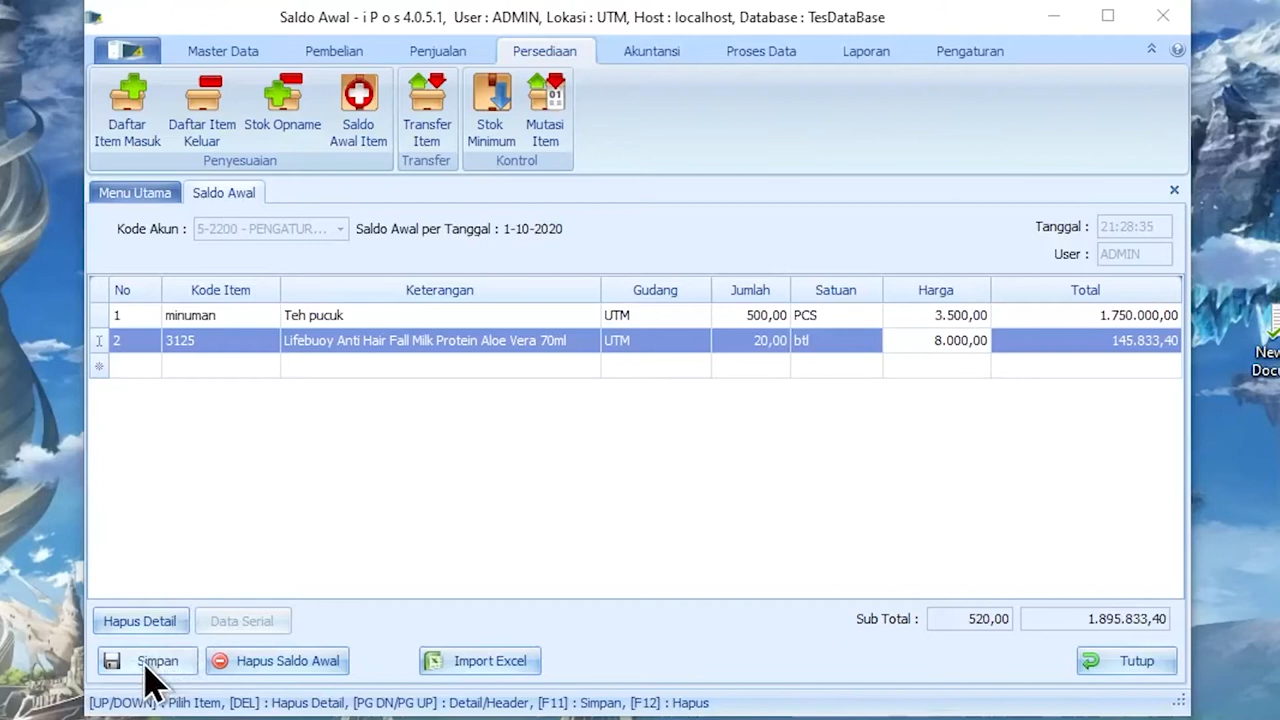 Saldo Awal - i P o s 4.0.5.1, User : ADMIN, Lokasi : UTM, Host : localhost, Database : TesDataBase
Master Data Pembelian Penjualan Persediaan Akuntansi Proses Data Laporan Pengaturan
Daftar Item Masuk
Daftar Item Keluar
Stok Opname
Saldo Awal Item
Transfer Item
Stok Minimum
Mutasi Item
Penyesuaian Transfer Kontrol
Menu Utama Saldo Awal
Kode Akun : 5-2200 - PENGATUR... Saldo Awal per Tanggal : 1-10-2020 Tanggal : 21:28:35
User : ADMIN
No Kode Item Keterangan Gudang Jumlah Satuan Harga Total
1 minuman Teh pucuk UTM 500,00 PCS 3.500,00 1.750.000,00
2 3125 Lifebuoy Anti Hair Fall Milk Protein Aloe Vera 70ml UTM 20,00 btl 8.000,00 145.833,40
New
Hapus Detail Data Serial Sub Total : 520,00 1.895.833,40
Simpan Hapus Saldo Awal Import Excel Tutup
[UP/DOWN] : Pilih Item, [DEL] : Hapus Detail, [PG DN/PG UP] : Detail/Header, [F11] : Simpan, [F12] : Hapus